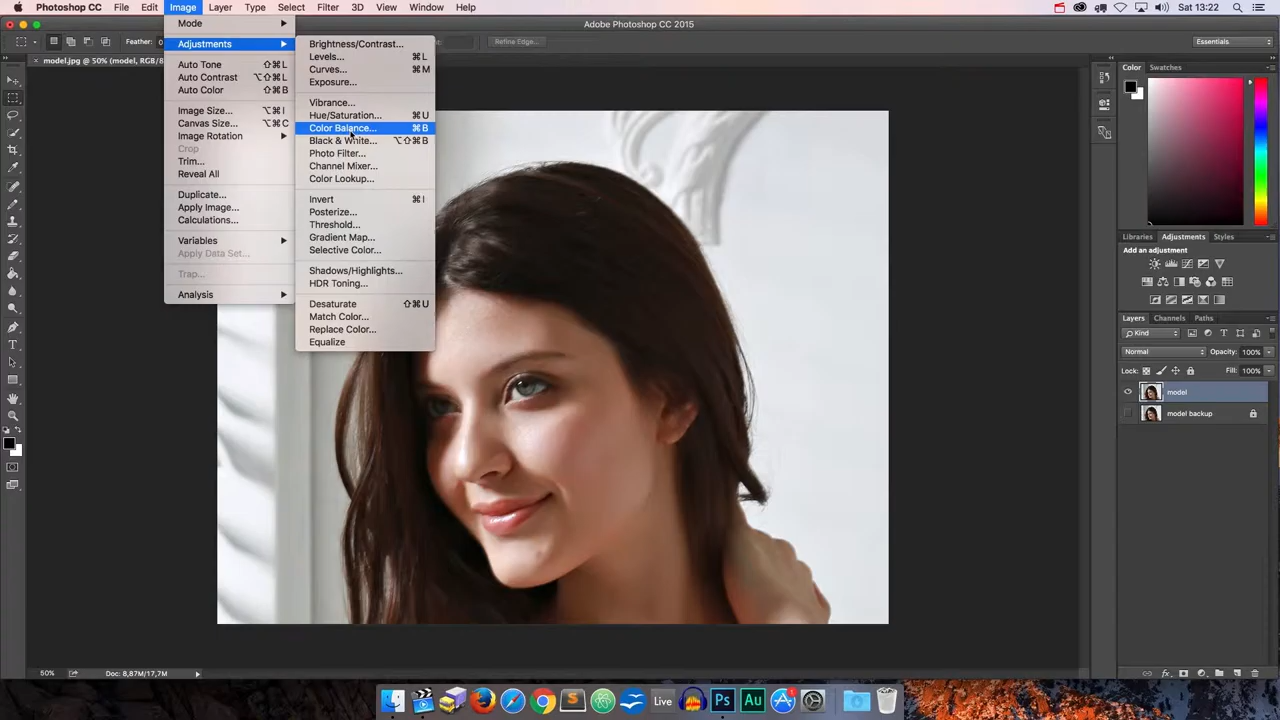 Photoshop CC File Edit Image Layer Type Select Filter 3D View Window Help Sat 13:22
Adobe Photoshop CC 2015
Feather: 0 Refine Edge... Essentials
model.jpg @ 50% (model, RGB/8
Mode
Adjustments
Auto Tone ⇧⌘L
Auto Contrast ⌥⇧⌘L
Auto Color ⇧⌘B
Image Size... ⌥⌘I
Canvas Size... ⌥⌘C
Image Rotation
Crop
Trim...
Reveal All
Duplicate...
Apply Image...
Calculations...
Variables
Apply Data Set...
Trap...
Analysis
Brightness/Contrast...
Levels... ⌘L
Curves... ⌘M
Exposure...
Vibrance...
Hue/Saturation... ⌘U
Color Balance... ⌘B
Black & White... ⌥⇧⌘B
Photo Filter...
Channel Mixer...
Color Lookup...
Invert ⌘I
Posterize...
Threshold...
Gradient Map...
Selective Color...
Shadows/Highlights...
HDR Toning...
Desaturate ⇧⌘U
Match Color...
Replace Color...
Equalize
Color Swatches
Libraries Adjustments Styles
Add an adjustment
Layers Channels Paths
Kind
Normal Opacity: 100%
Lock: Fill: 100%
model
model backup
50% Doc: 8,87M/17,7M
Live Ps Au 1